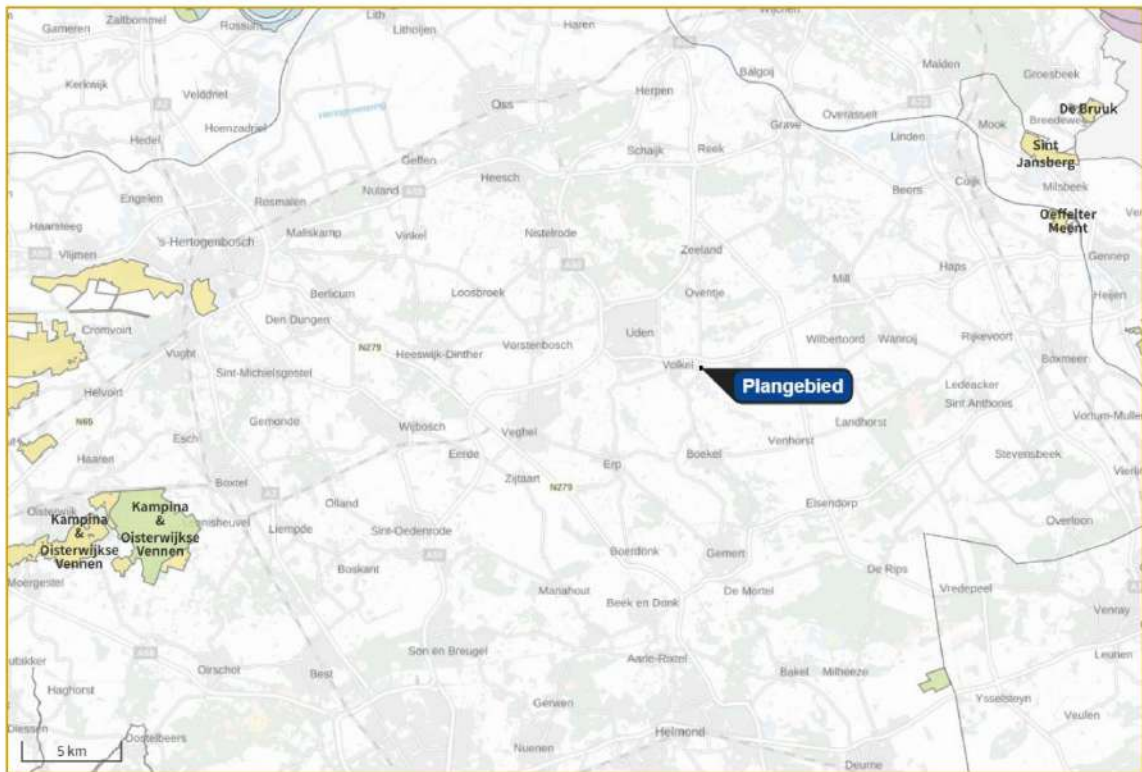 Gameren
Zaltbommel
Rossum
Lith
Lithoijen
Haren
Wijchen
Kerkwijk
Velddriel
Hedel
Hoenzadriel
A2
Hertogswetering
Oss
Herpen
Balgoij
Malden
Groesbeek
Overasselt
A73
De Bruuk
Breedeweg
Mook
Linden
Sint
Jansberg
Milsbeek
Geffen
Schaijk
Reek
Grave
Heesch
Nuland
Beers
Cuijk
Engelen
Rosmalen
Haarsteeg
Vlijmen
's-Hertogenbosch
Maliskamp
Vinkel
Nistelrode
Zeeland
Oeffelter
Meent
Gennep
Haps
Mill
Heijen
Berlicum
Loosbroek
Oventje
Den Dungen
Cromvoirt
Vught
N279
Heeswijk-Dinther
Vorstenbosch
Uden
Volkel
Wilbertoord
Wanroij
Rijkevoort
Boxmeer
Plangebied
Helvoirt
Sint-Michielsgestel
Ledeacker
Sint Anthonis
N65
Gemonde
Wijbosch
Veghel
Landhorst
Vortum-Mullem
Esch
Haaren
Eerde
Erp
Boekel
Venhorst
Stevensbeek
Boxtel
Zijtaart
N279
A2
Kampina
&
Oisterwijkse
Vennen
Oisterwijk
Kampina
&
Oisterwijkse
Vennen
Liempde
Olland
Sint-Oedenrode
Elsendorp
Overloon
Moergestel
Boskant
Boerdonk
Gemert
De Rips
Vredepeel
Mariahout
Beek en Donk
De Mortel
Venray
Son en Breugel
Aarle-Rixtel
Bakel
Milheeze
Leunen
Oirschot
Best
Haghorst
Ysselsteyn
Veulen
Gerwen
Diessen
Oostelbeers
Nuenen
Helmond
Deurne
5 km